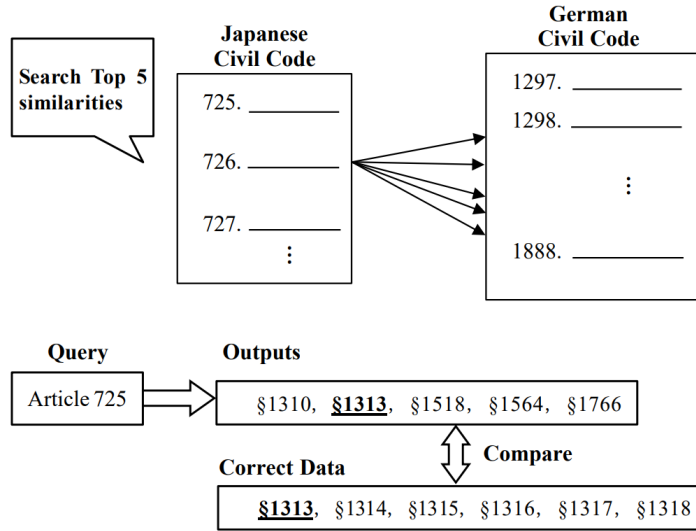 Search Top 5
similarities
Japanese
Civil Code
725.
726.
727.
⋮
German
Civil Code
1297.
1298.
⋮
1888.
Query
Article 725
Outputs
§1310, §1313, §1518, §1564, §1766
Compare
Correct Data
§1313, §1314, §1315, §1316, §1317, §1318